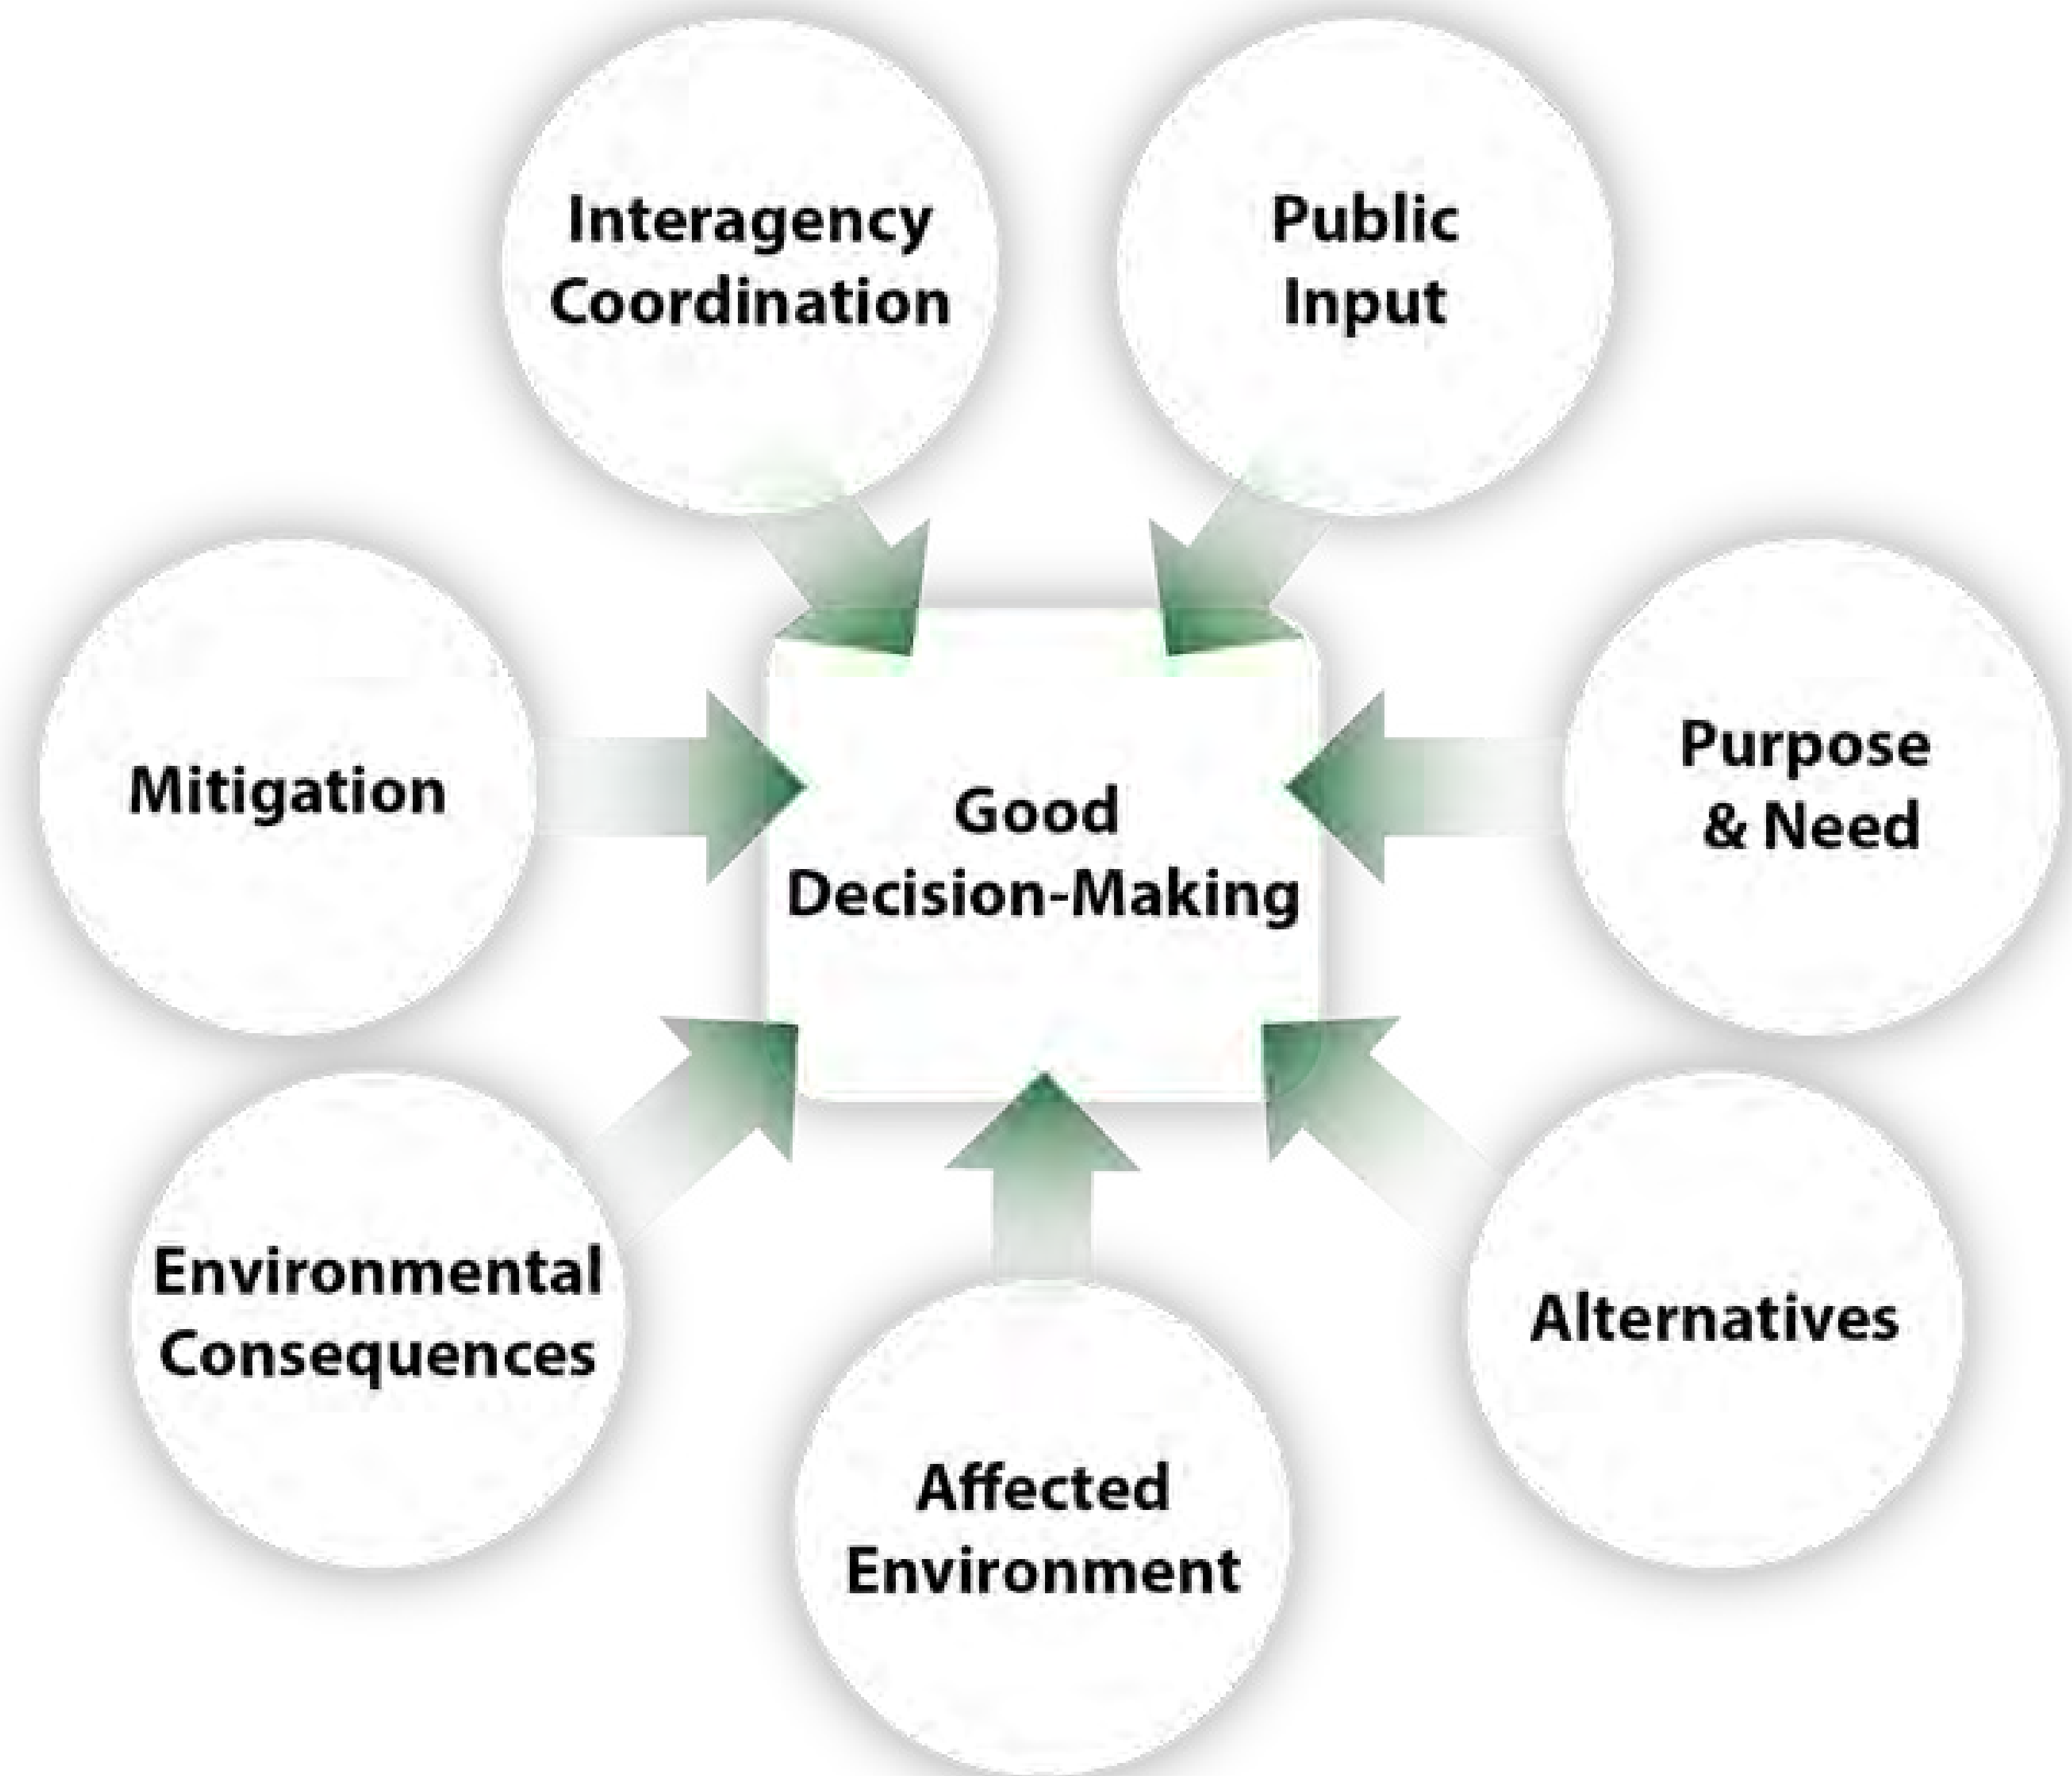 Interagency
Coordination
Public
Input
Mitigation
Good
Decision-Making
Purpose
& Need
Environmental
Consequences
Affected
Environment
Alternatives